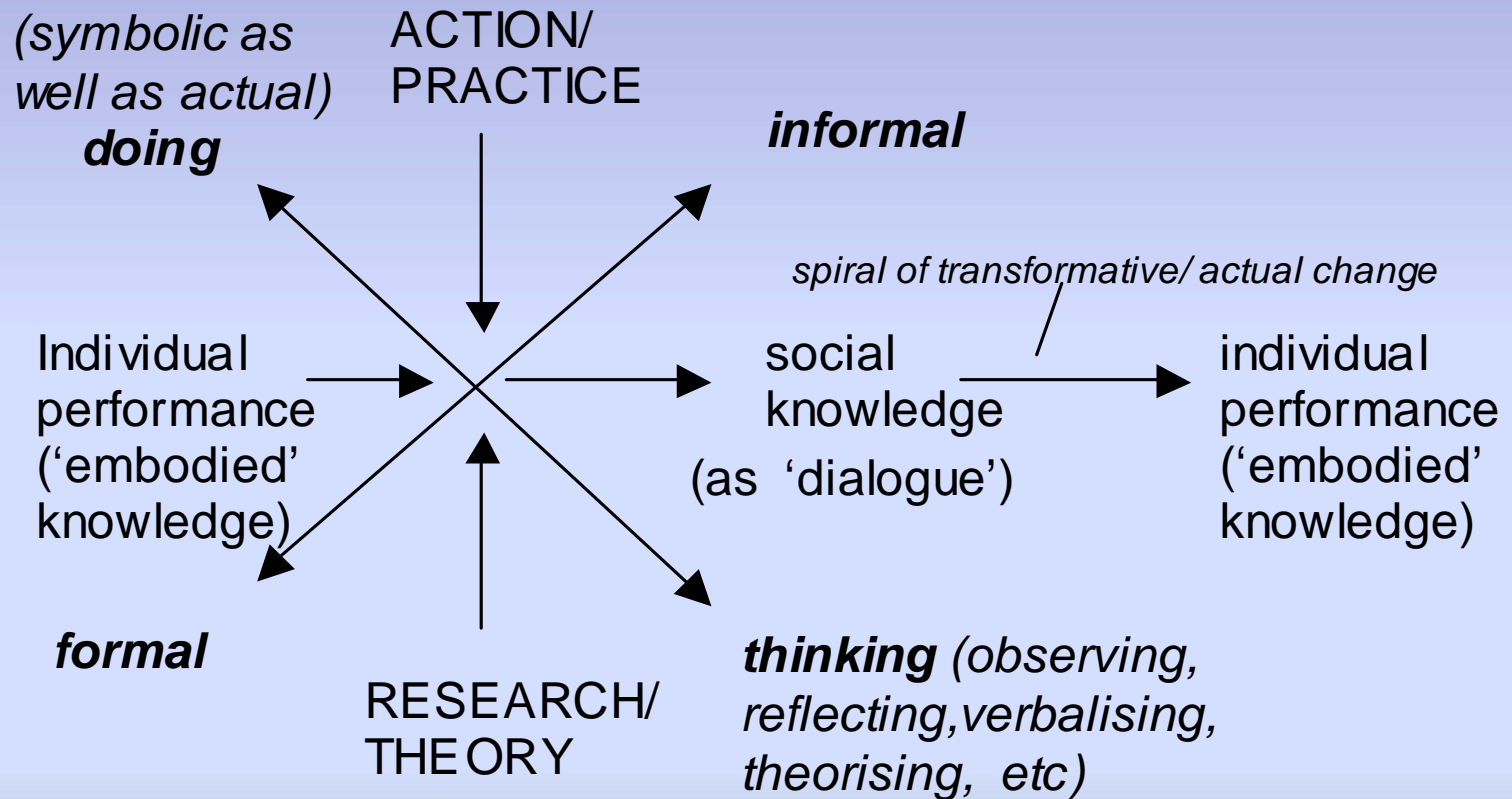 (symbolic as
well as actual)
doing
ACTION/
PRACTICE
informal
spiral of transformative/ actual change
Individual
performance
(‘embodied’
knowledge)
social
knowledge
(as ‘dialogue’)
individual
performance
(‘embodied’
knowledge)
formal
RESEARCH/
THEORY
thinking (observing,
reflecting,verbalising,
theorising, etc)